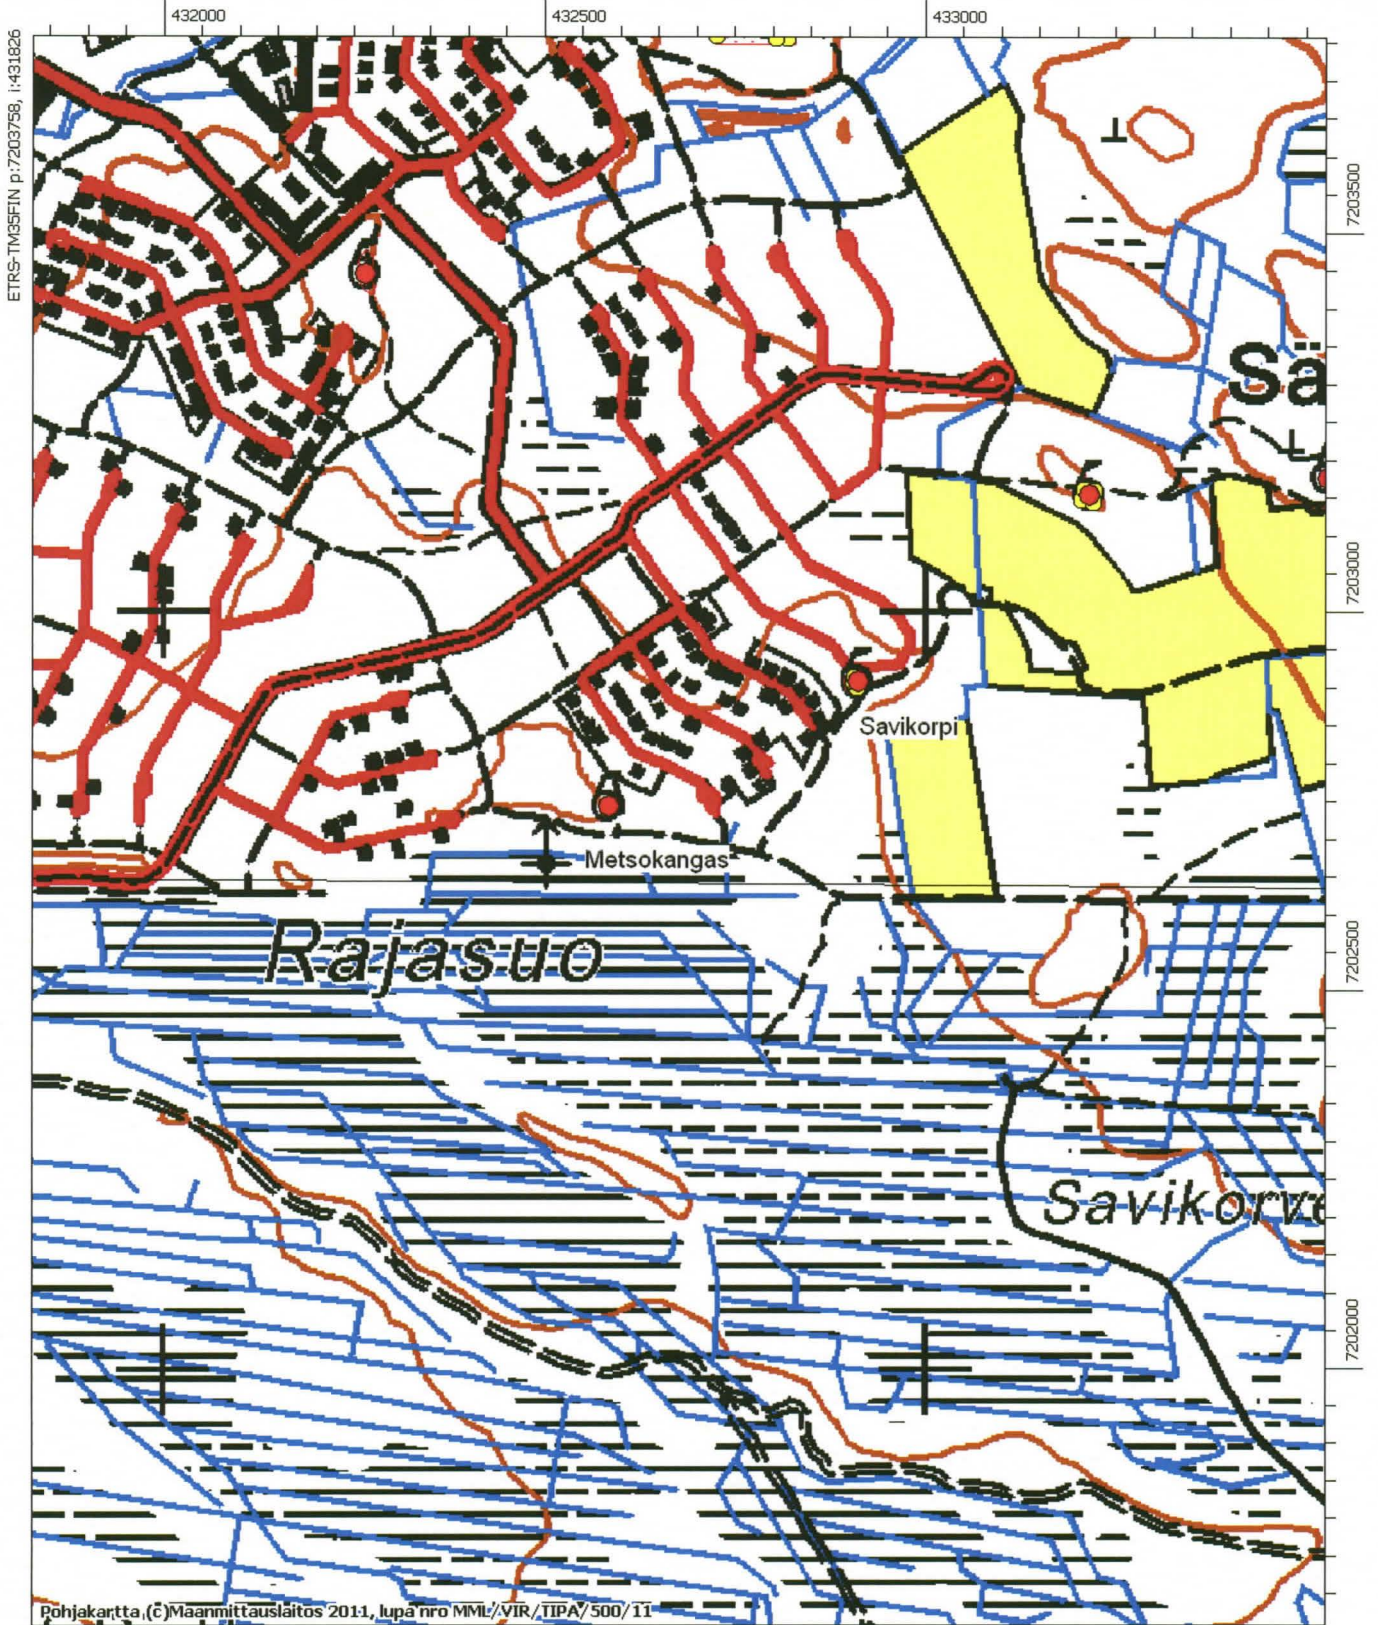 432000
432500
433000
ETRS-TM35FIN p:7203758, i:431826
7203500
Sä
7203000
Savikorpi
Metsokangas
Rajasuo
7202500
Savikorve
7202000
Pohjakartta (c)Maanmittauslaitos 2011, lupa nro MML/VIR/TIPA/500/11